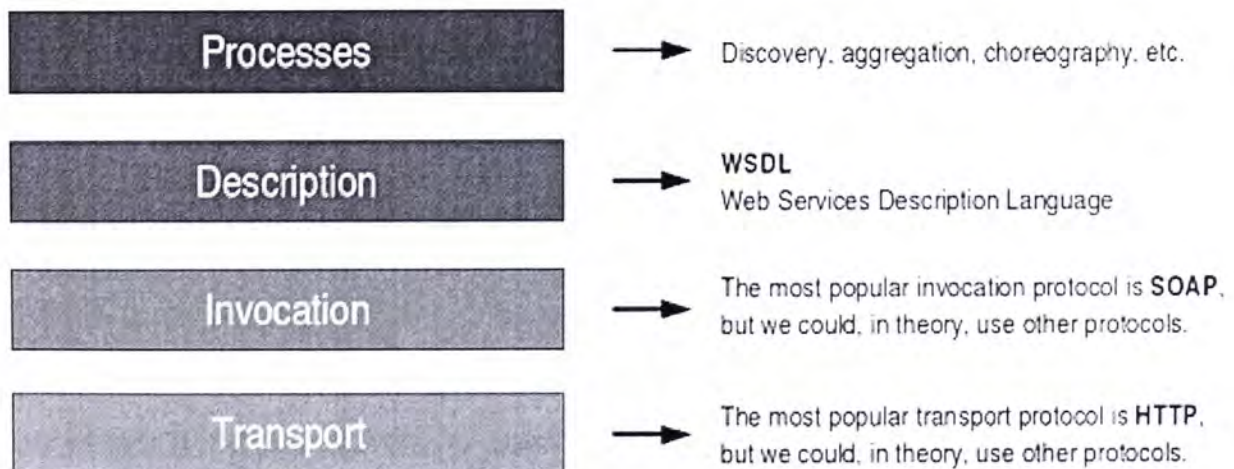 Processes
Discovery, aggregation, choreography, etc.
Description
WSDL
Web Services Description Language
Invocation
The most popular invocation protocol is SOAP,
but we could, in theory, use other protocols.
Transport
The most popular transport protocol is HTTP,
but we could, in theory, use other protocols.